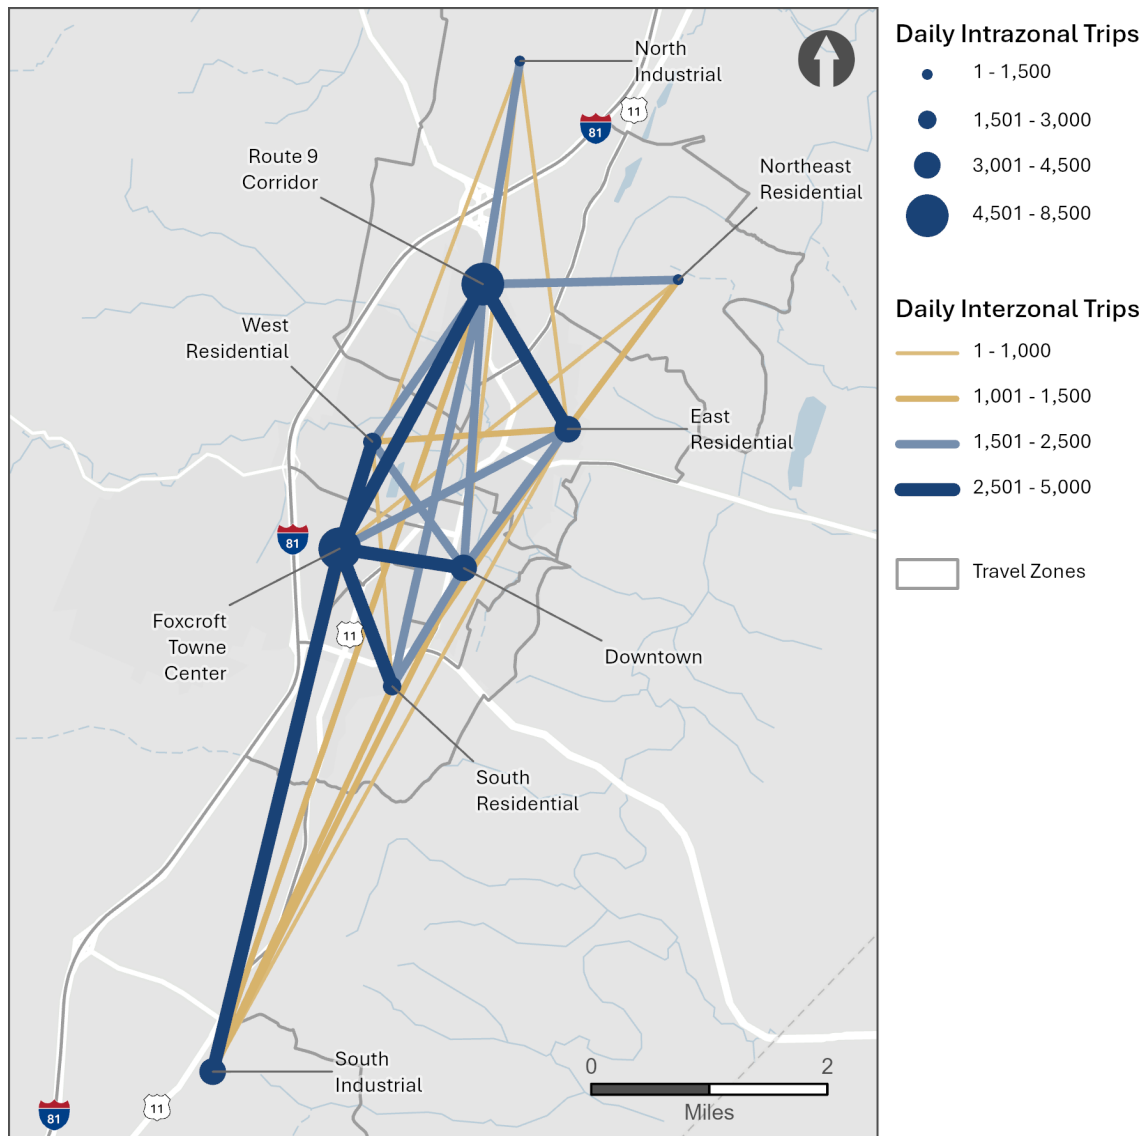 North
Industrial
11
81
Route 9
Corridor
Northeast
Residential
West
Residential
East
Residential
81
Foxcroft
Towne
Center
11
Downtown
South
Residential
South
Industrial
0 2
Miles
81
11
Daily Intrazonal Trips
1 - 1,500
1,501 - 3,000
3,001 - 4,500
4,501 - 8,500
Daily Interzonal Trips
1 - 1,000
1,001 - 1,500
1,501 - 2,500
2,501 - 5,000
Travel Zones